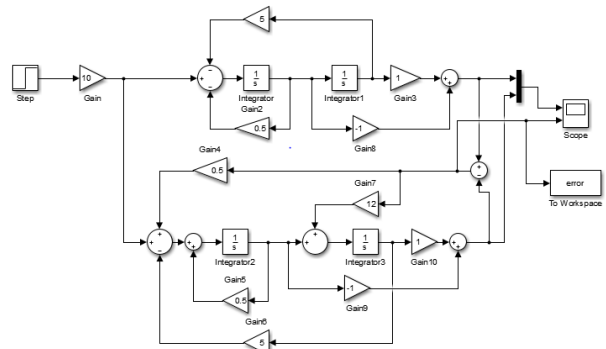 5
10
1
s
1
s
1
Step
Gain
Integrator
Integrator1
Gain3
Gain2
0.5
-1
Gain8
Scope
Gain4
0.5
Gain7
12
error
To Workspace
1
s
1
s
1
Integrator2
Integrator3
Gain10
Gain5
0.5
-1
Gain9
Gain6
5